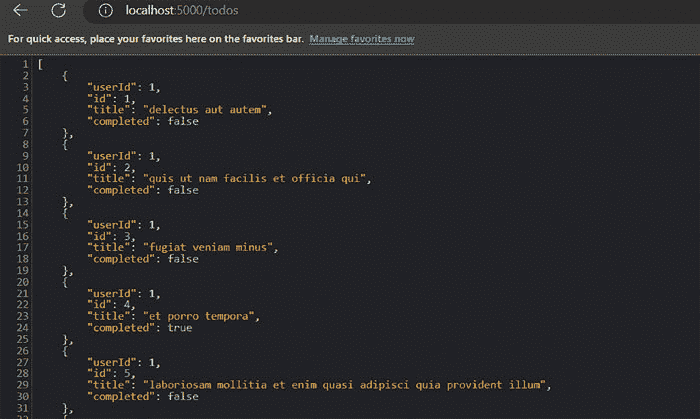 localhost:5000/todos
For quick access, place your favorites here on the favorites bar. Manage favorites now
1 [
2 {
3 "userId": 1,
4 "id": 1,
5 "title": "delectus aut autem",
6 "completed": false
7 },
8 {
9 "userId": 1,
10 "id": 2,
11 "title": "quis ut nam facilis et officia qui",
12 "completed": false
13 },
14 {
15 "userId": 1,
16 "id": 3,
17 "title": "fugiat veniam minus",
18 "completed": false
19 },
20 {
21 "userId": 1,
22 "id": 4,
23 "title": "et porro tempora",
24 "completed": true
25 },
26 {
27 "userId": 1,
28 "id": 5,
29 "title": "laboriosam mollitia et enim quasi adipisci quia provident illum",
30 "completed": false
31 },
32 {